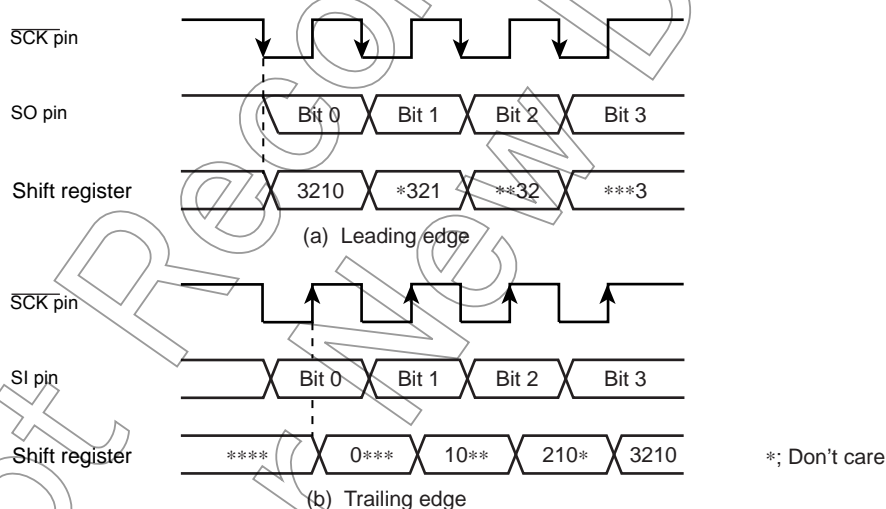 SCK pin
SO pin Bit 0 Bit 1 Bit 2 Bit 3
Shift register 3210 *321 **32 ***3
(a) Leading edge
SCK pin
SI pin Bit 0 Bit 1 Bit 2 Bit 3
Shift register **** 0*** 10** 210* 3210 *; Don't care
(b) Trailing edge